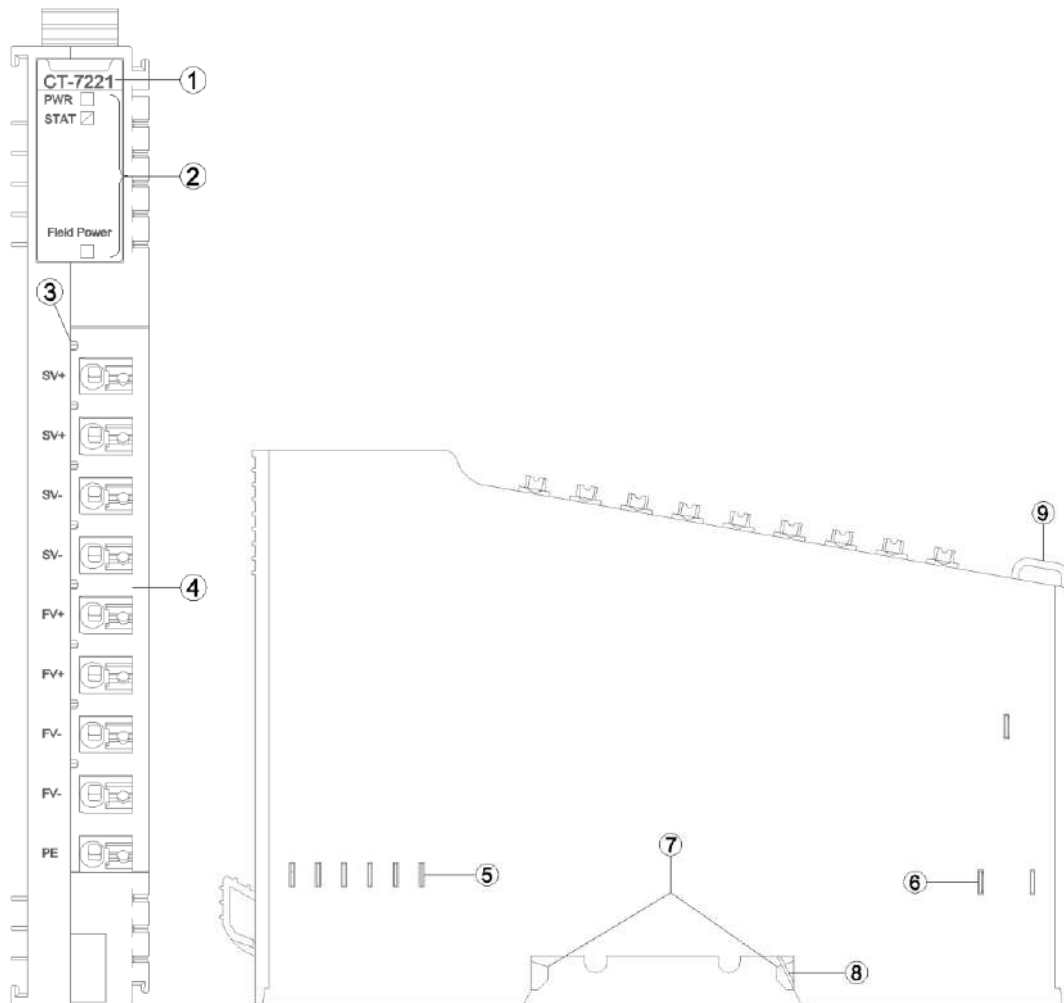 CT-7221
①
PWR
STAT
②
Field Power
③
SV+
SV+
SV-
SV-
④
FV+
FV+
FV-
FV-
PE
⑨
⑦
⑤
⑥
⑧